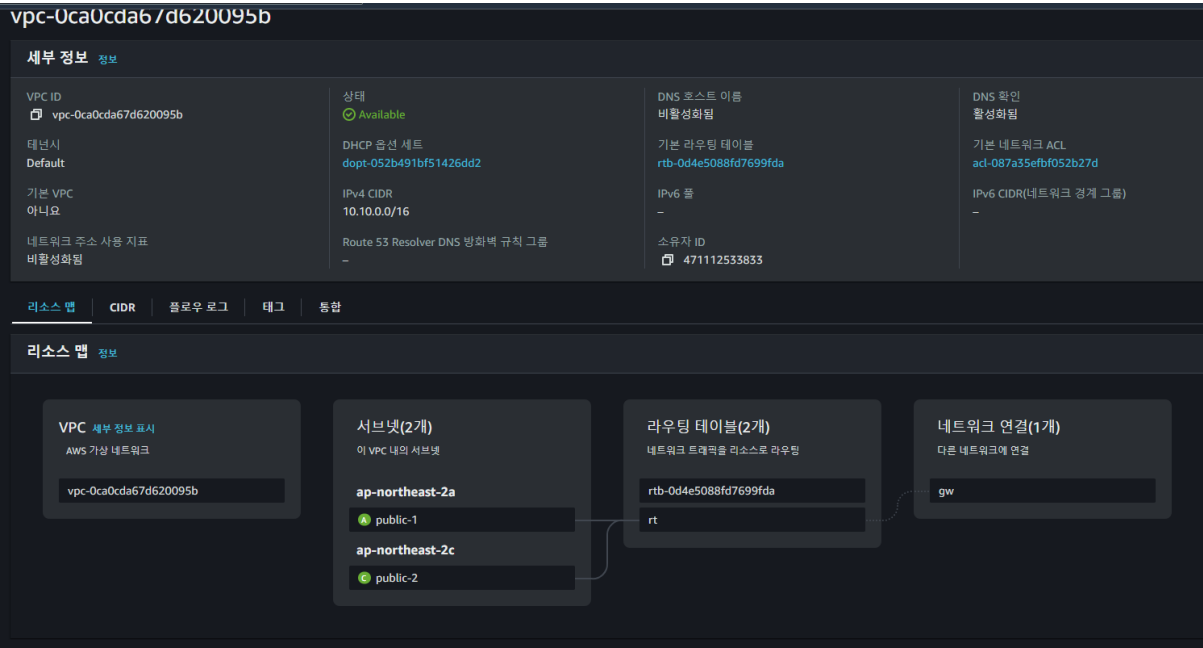 vpc-0ca0cda67d620095b
세부 정보 정보
VPC ID
vpc-0ca0cda67d620095b
상태
Available
DNS 호스트 이름
비활성화됨
DNS 확인
활성화됨
테넌시
Default
DHCP 옵션 세트
dopt-052b491bf51426dd2
기본 라우팅 테이블
rtb-0d4e5088fd7699fda
기본 네트워크 ACL
acl-087a35efbf052b27d
기본 VPC
아니요
IPv4 CIDR
10.10.0.0/16
IPv6 풀
–
IPv6 CIDR(네트워크 경계 그룹)
–
네트워크 주소 사용 지표
비활성화됨
Route 53 Resolver DNS 방화벽 규칙 그룹
–
소유자 ID
471112533833
리소스 맵 CIDR 플로우 로그 태그 통합
리소스 맵 정보
VPC 세부 정보 표시
AWS 가상 네트워크
vpc-0ca0cda67d620095b
서브넷(2개)
이 VPC 내의 서브넷
ap-northeast-2a
A public-1
ap-northeast-2c
C public-2
라우팅 테이블(2개)
네트워크 트래픽을 리소스로 라우팅
rtb-0d4e5088fd7699fda
rt
네트워크 연결(1개)
다른 네트워크에 연결
gw